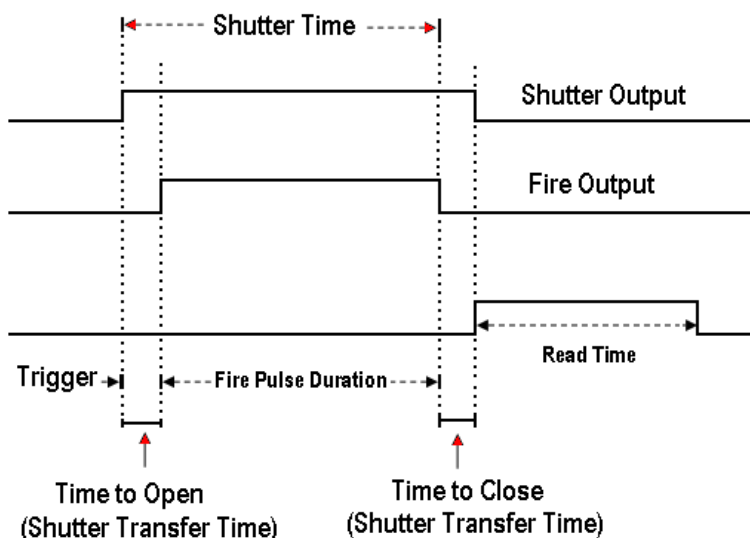 Shutter Time
Shutter Output
Fire Output
Read Time
Trigger
Fire Pulse Duration
Time to Open
(Shutter Transfer Time)
Time to Close
(Shutter Transfer Time)